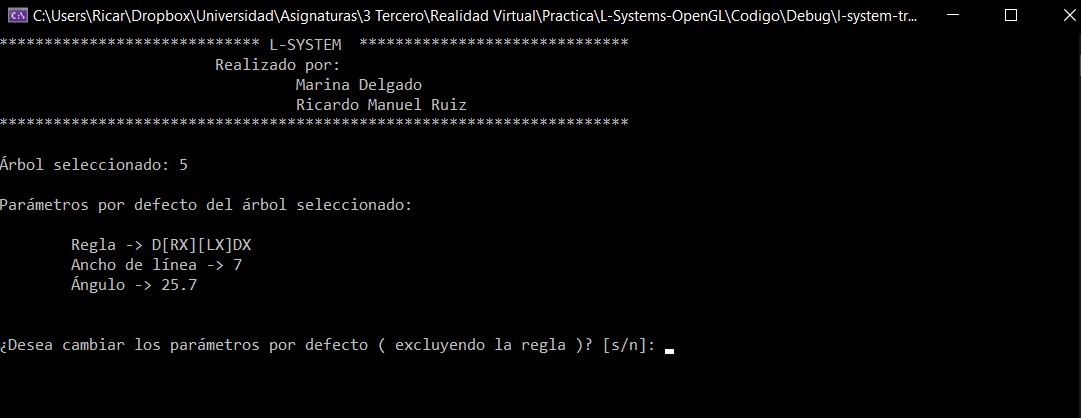 C:\Users\Ricar\Dropbox\Universidad\Asignaturas\3 Tercero\Realidad Virtual\Practica\L-Systems-OpenGL\Codigo\Debug\l-system-tr...
***************************** L-SYSTEM ******************************
Realizado por:
Marina Delgado
Ricardo Manuel Ruiz
**********************************************************************
Árbol seleccionado: 5
Parámetros por defecto del árbol seleccionado:
Regla -> D[RX][LX]DX
Ancho de línea -> 7
Ángulo -> 25.7
¿Desea cambiar los parámetros por defecto ( excluyendo la regla )? [s/n]: